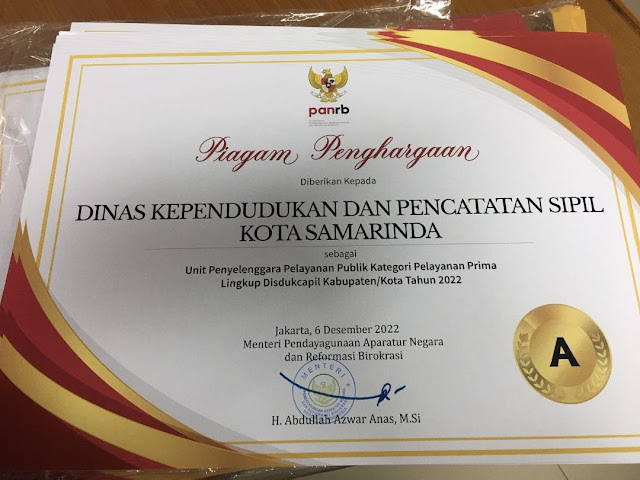 panrb
Piagam Penghargaan
Diberikan Kepada
DINAS KEPENDUDUKAN DAN PENCATATAN SIPIL
KOTA SAMARINDA
sebagai
Unit Penyelenggara Pelayanan Publik Kategori Pelayanan Prima
Lingkup Disdukcapil Kabupaten/Kota Tahun 2022
Jakarta, 6 Desember 2022
Menteri Pendayagunaan Aparatur Negara
dan Reformasi Birokrasi
MENTERI
H. Abdullah Azwar Anas, M.Si
A